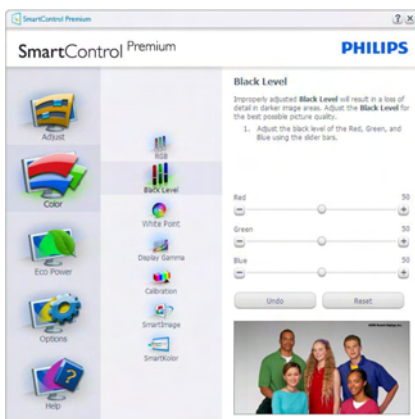 SmartControl Premium
SmartControl Premium
PHILIPS
Adjust
Color
Eco Power
Options
Help
RGB
Black Level
White Point
Display Gamma
Calibration
SmartImage
SmartKolor
Black Level
Improperly adjusted Black Level will result in a loss of
detail in darker image areas. Adjust the Black Level for
the best possible picture quality.
1. Adjust the black level of the Red, Green, and
Blue using the slider bars.
Red 50
Green 50
Blue 50
Undo Reset